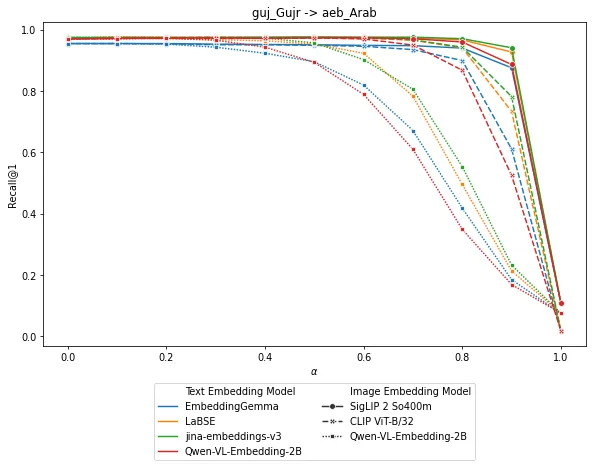 guj_Gujr -> aeb_Arab
Recall@1
1.0
0.8
0.6
0.4
0.2
0.0
0.0 0.2 0.4 0.6 0.8 1.0
α
Text Embedding Model
EmbeddingGemma
LaBSE
jina-embeddings-v3
Qwen-VL-Embedding-2B
Image Embedding Model
SigLIP 2 So400m
CLIP ViT-B/32
Qwen-VL-Embedding-2B